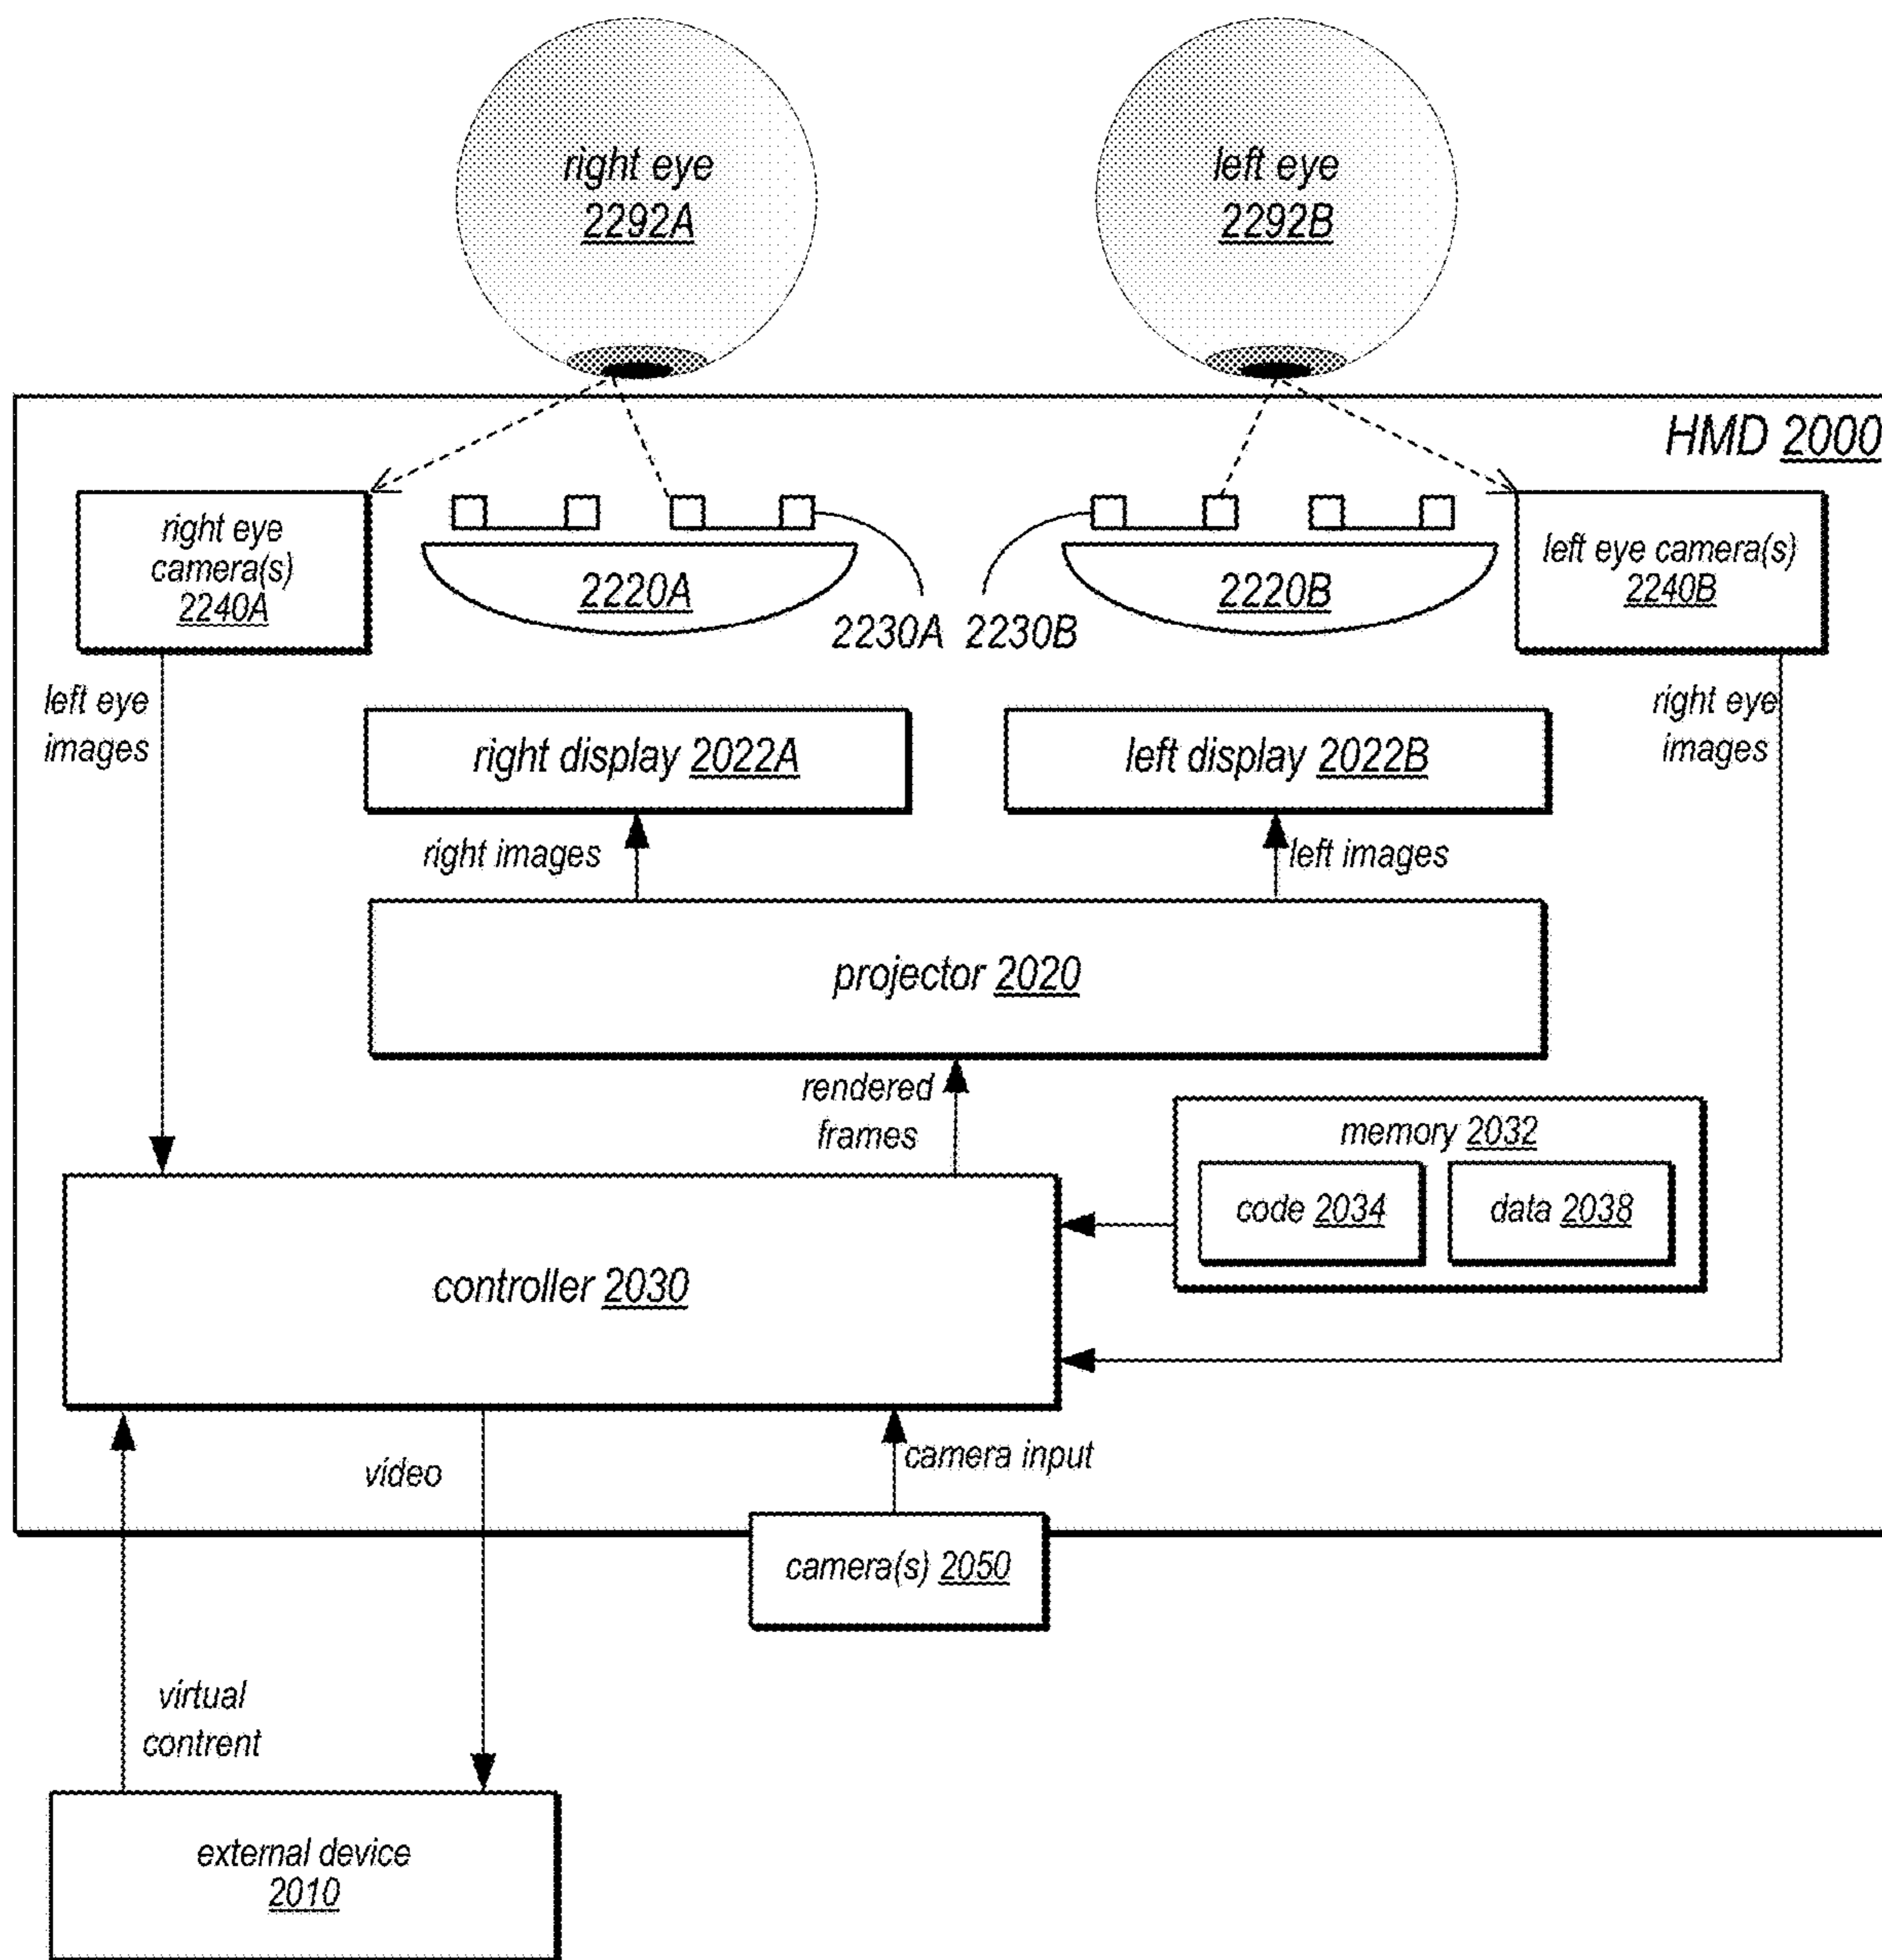 right eye
2292A
left eye
2292B
HMD 2000
right eye
camera(s)
2240A
2220A
2230A
2230B
2220B
left eye camera(s)
2240B
left eye
images
right display 2022A
left display 2022B
right eye
images
right images
left images
projector 2020
rendered
frames
memory 2032
code 2034
data 2038
controller 2030
video
camera input
camera(s) 2050
virtual
contrent
external device
2010